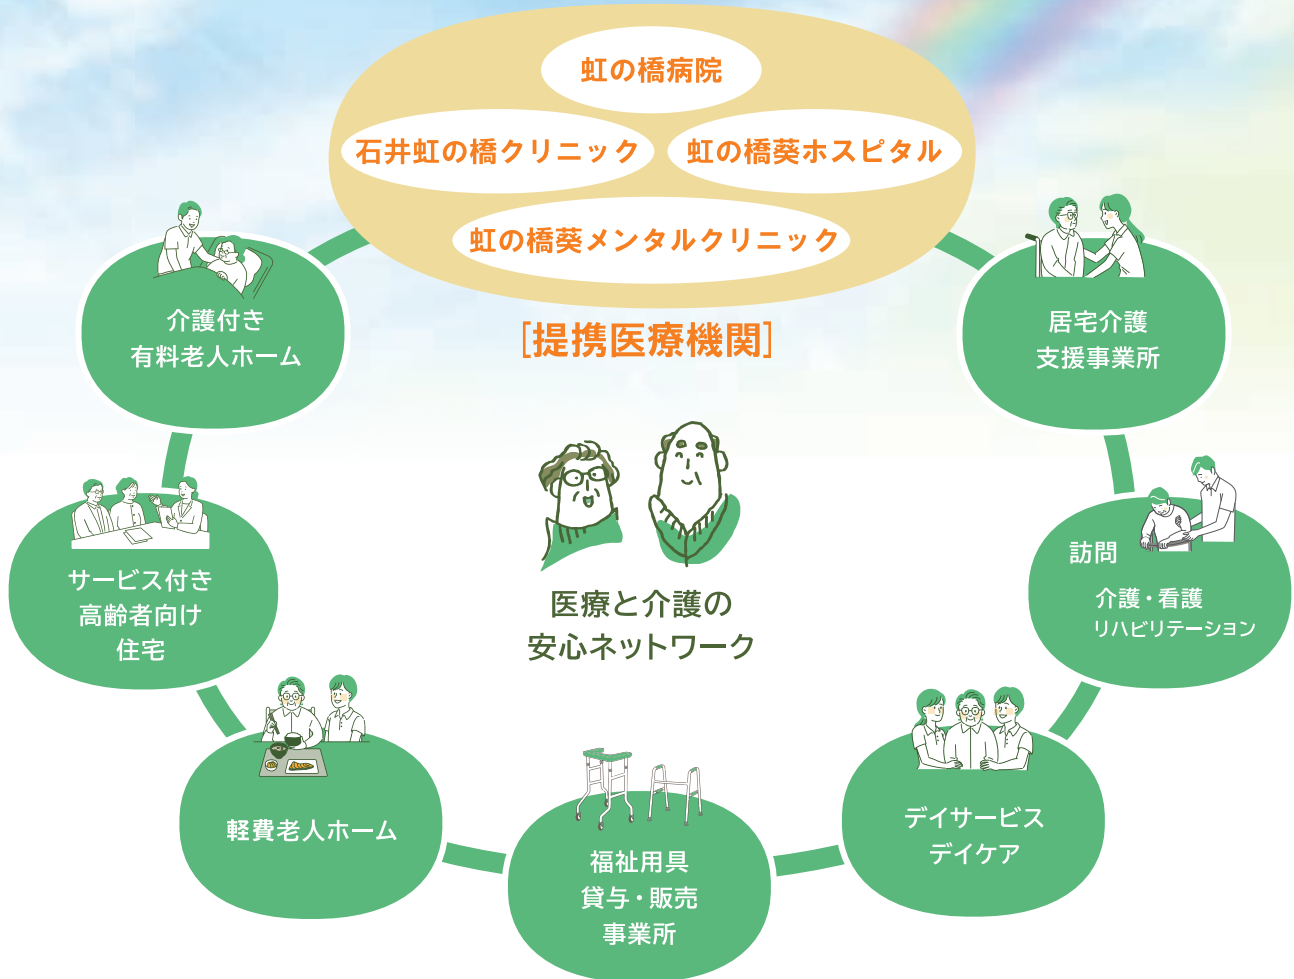 虹の橋病院
石井虹の橋クリニック
虹の橋葵ホスピタル
虹の橋葵メンタルクリニック
[提携医療機関]
介護付き
有料老人ホーム
居宅介護
支援事業所
サービス付き
高齢者向け
住宅
訪問
介護・看護
リハビリテーション
医療と介護の
安心ネットワーク
軽費老人ホーム
福祉用具
貸与・販売
事業所
デイサービス
デイケア